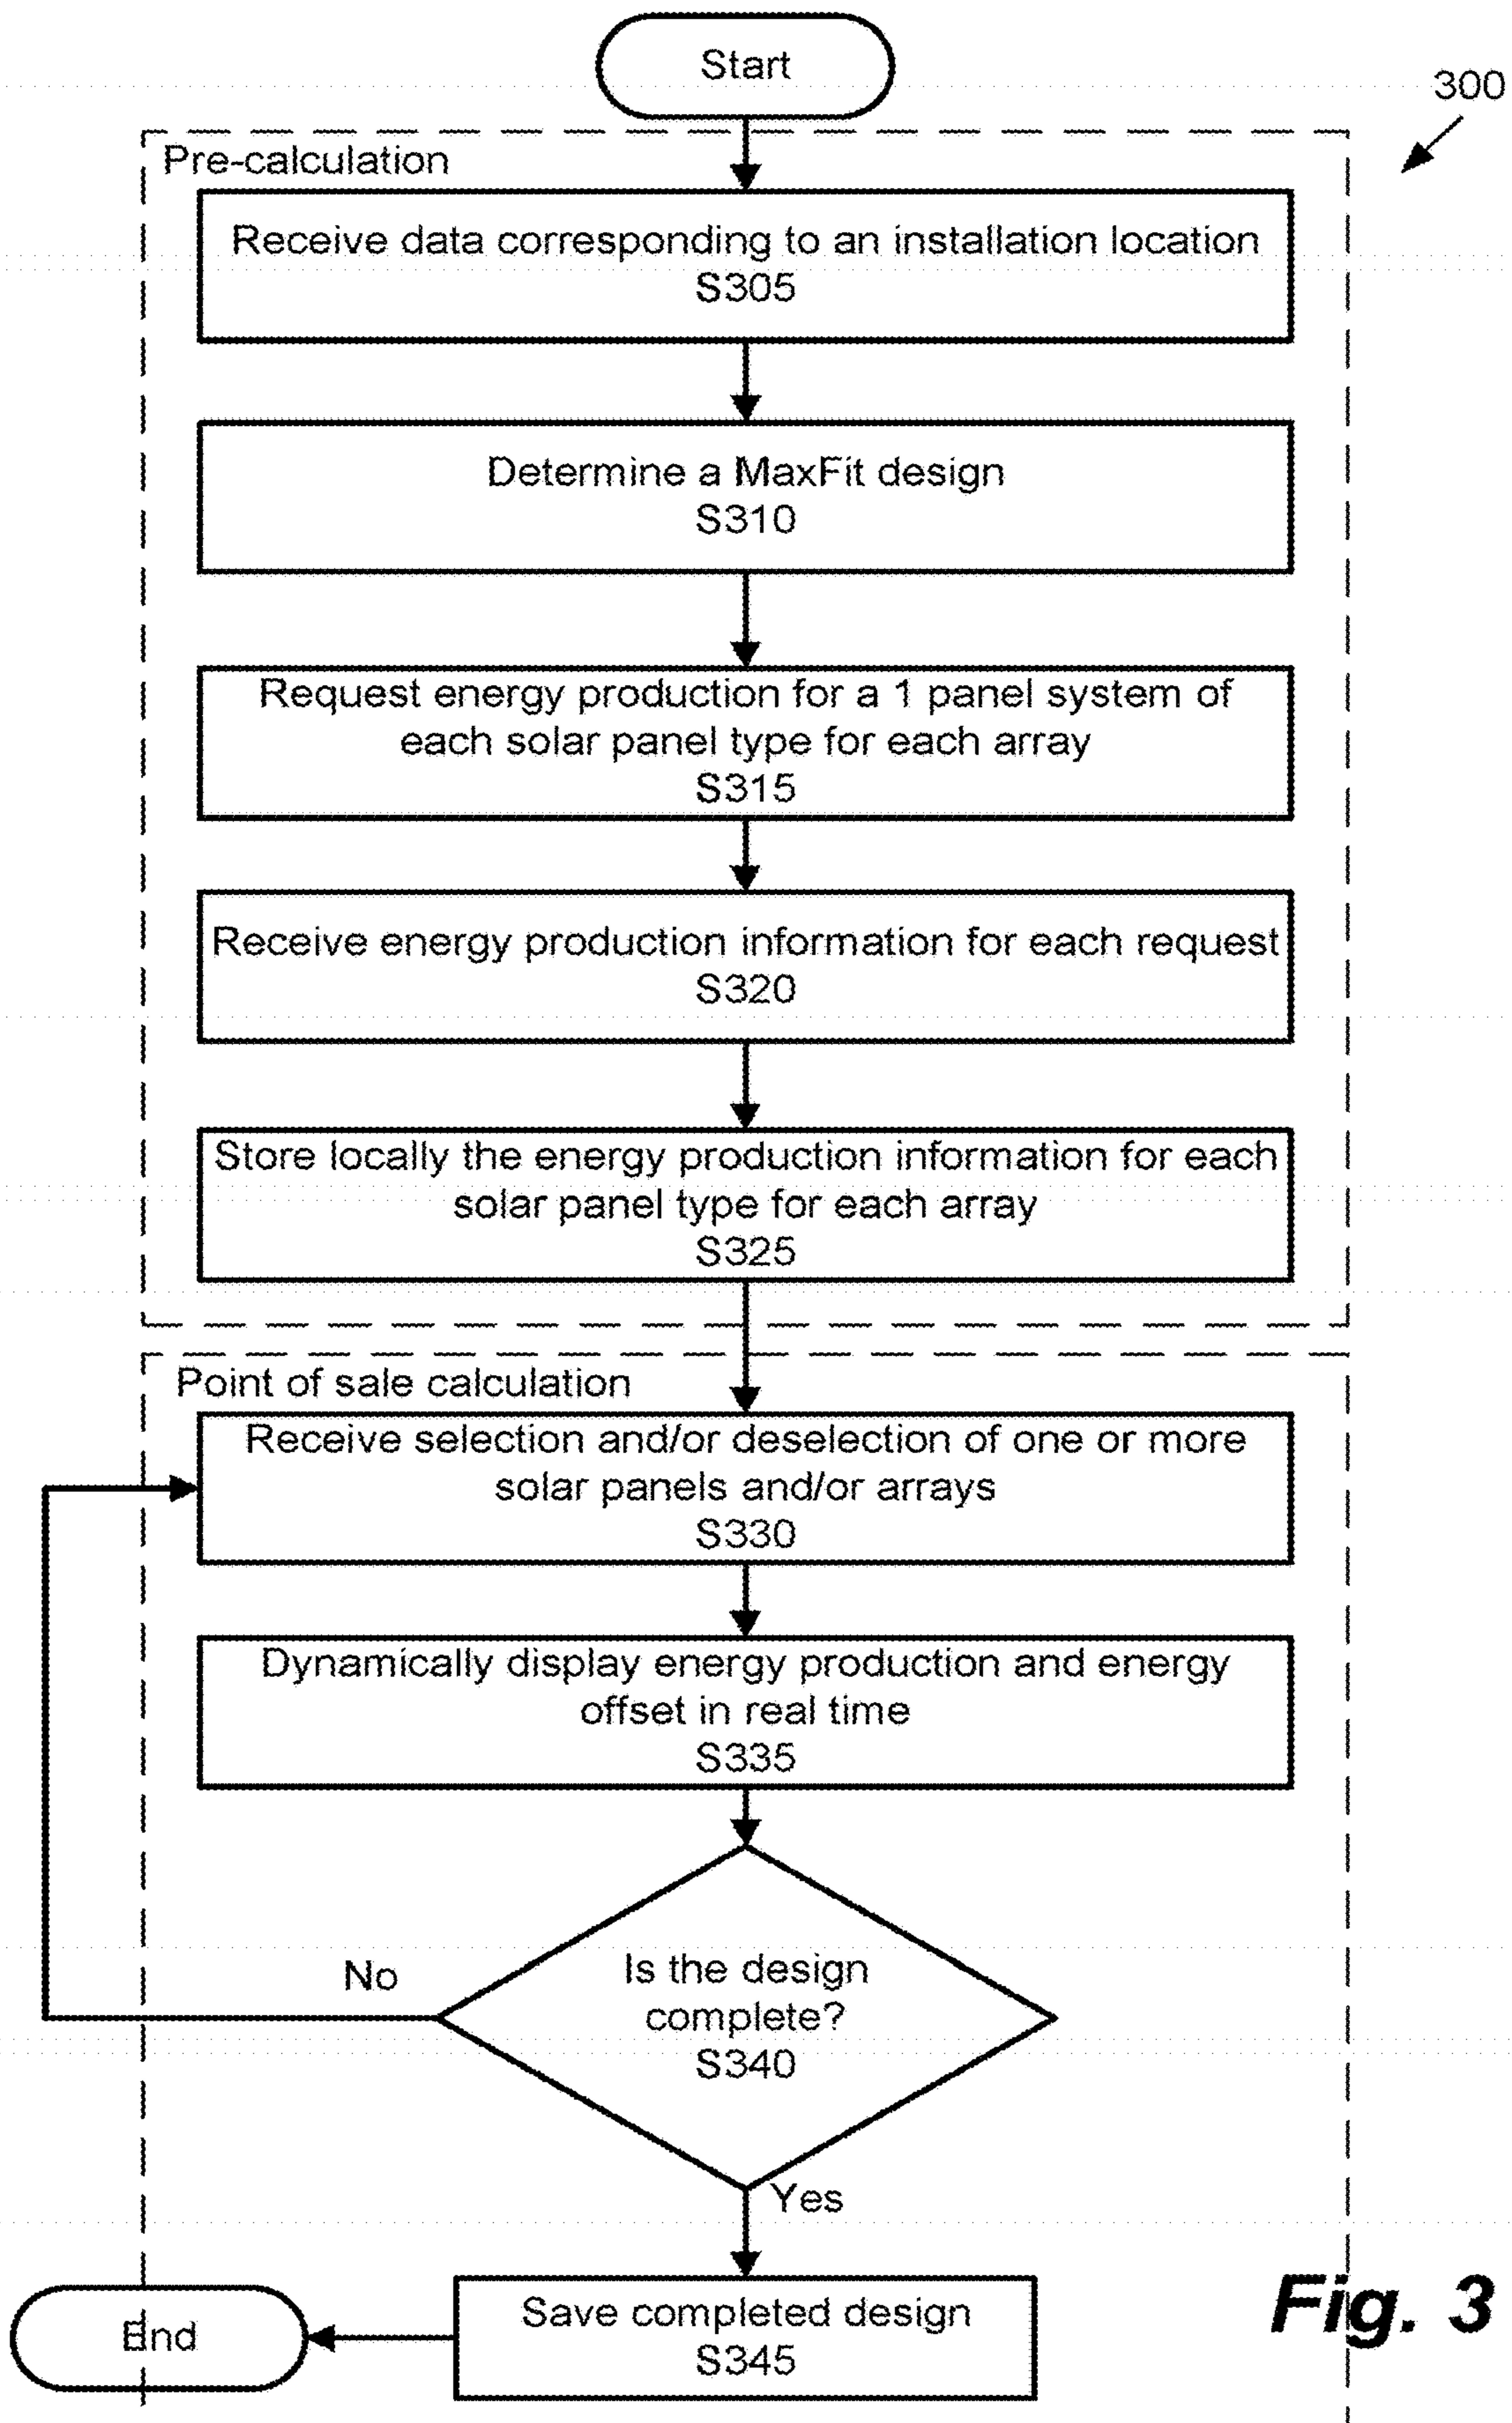 Start
300
Pre-calculation
Receive data corresponding to an installation location
S305
Determine a MaxFit design
S310
Request energy production for a 1 panel system of
each solar panel type for each array
S315
Receive energy production information for each request
S320
Store locally the energy production information for each
solar panel type for each array
S325
Point of sale calculation
Receive selection and/or deselection of one or more
solar panels and/or arrays
S330
Dynamically display energy production and energy
offset in real time
S335
No
Is the design
complete?
S340
Yes
Save completed design
S345
End
Fig. 3